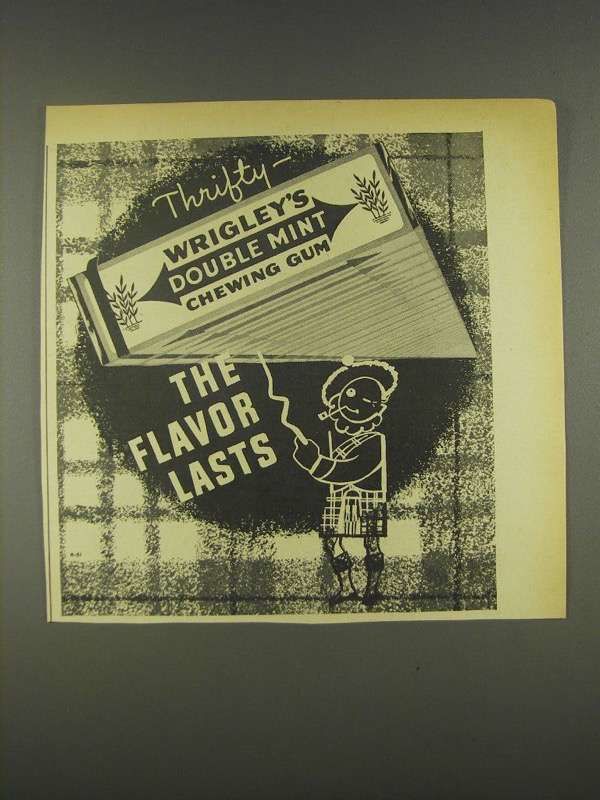 Thrifty—
WRIGLEY'S
DOUBLE MINT
CHEWING GUM
THE
FLAVOR
LASTS